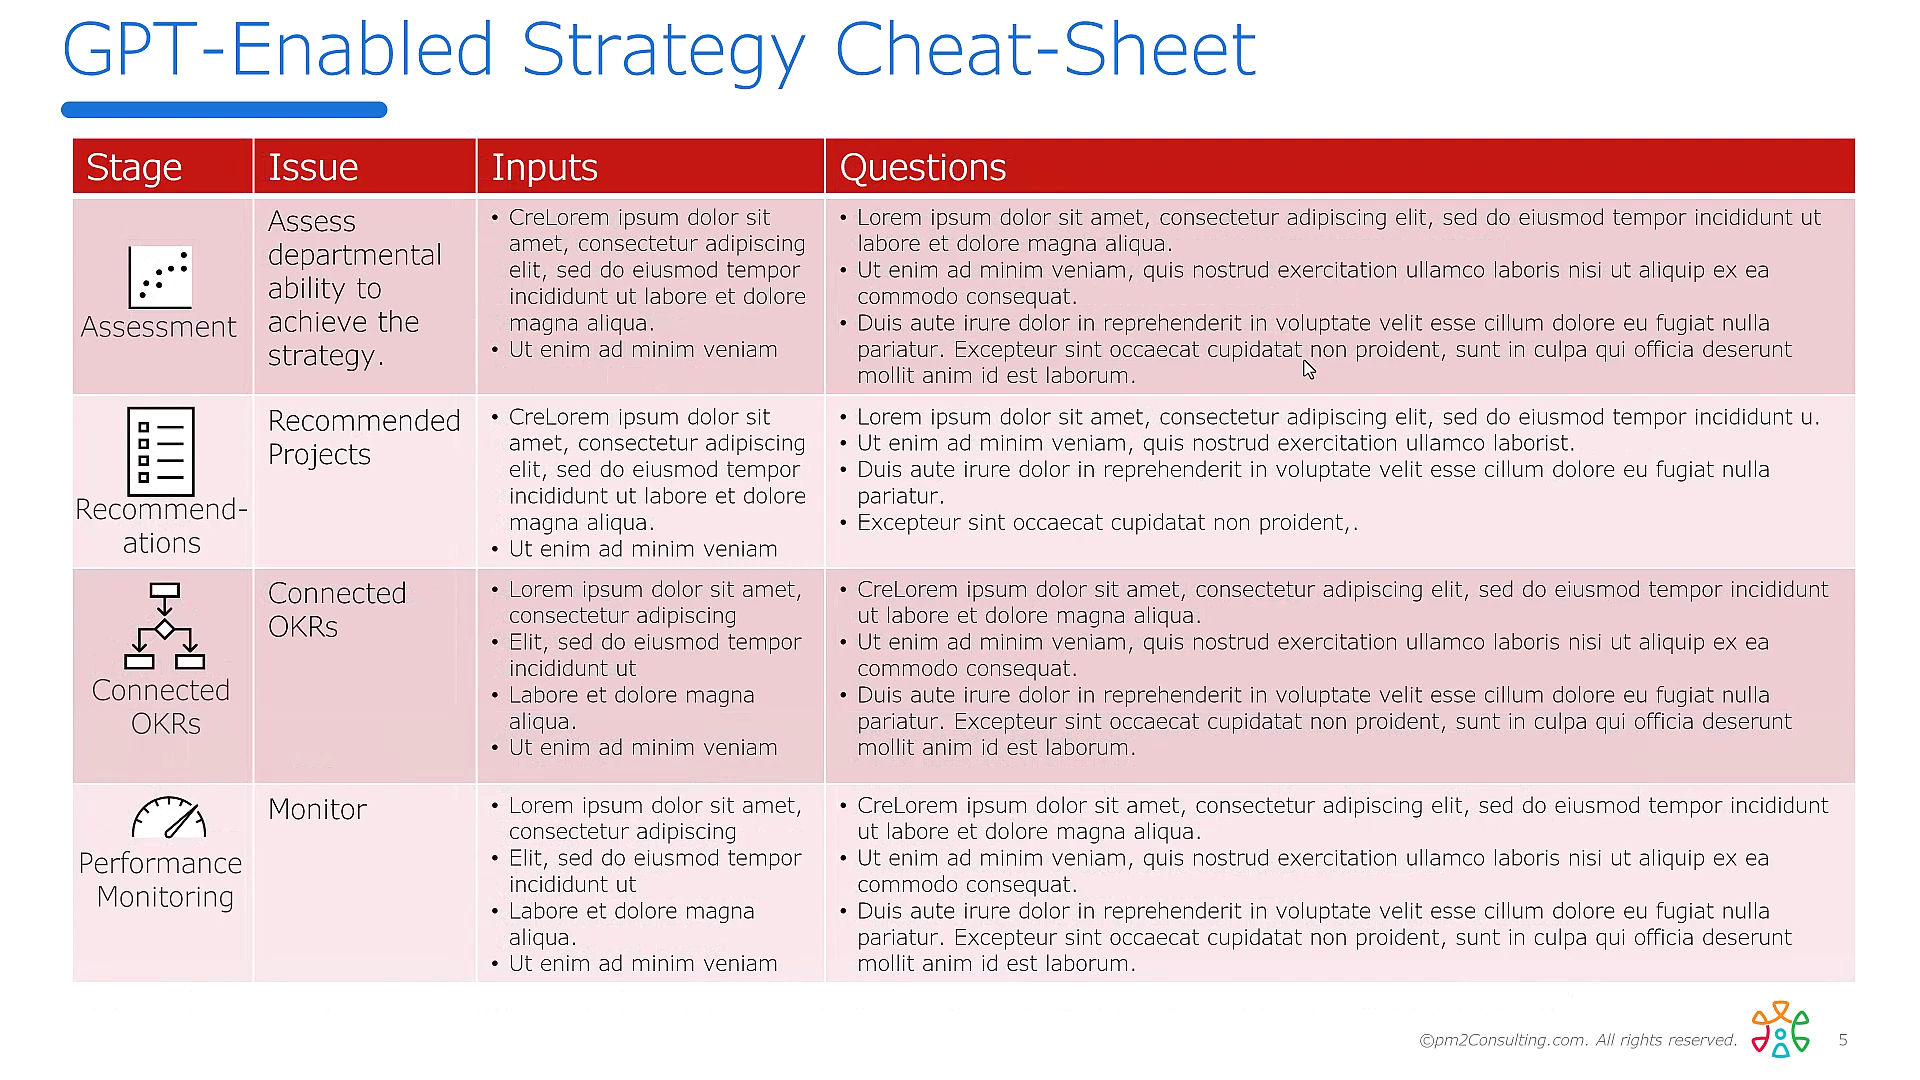 GPT-Enabled Strategy Cheat-Sheet
Stage
Issue
Inputs
Questions
Assessment
Assess
departmental
ability to
achieve the
strategy.
• CreLorem ipsum dolor sit
amet, consectetur adipiscing
elit, sed do eiusmod tempor
incididunt ut labore et dolore
magna aliqua.
• Ut enim ad minim veniam
• Lorem ipsum dolor sit amet, consectetur adipiscing elit, sed do eiusmod tempor incididunt ut
labore et dolore magna aliqua.
• Ut enim ad minim veniam, quis nostrud exercitation ullamco laboris nisi ut aliquip ex ea
commodo consequat.
• Duis aute irure dolor in reprehenderit in voluptate velit esse cillum dolore eu fugiat nulla
pariatur. Excepteur sint occaecat cupidatat non proident, sunt in culpa qui officia deserunt
mollit anim id est laborum.
Recommend-
ations
Recommended
Projects
• CreLorem ipsum dolor sit
amet, consectetur adipiscing
elit, sed do eiusmod tempor
incididunt ut labore et dolore
magna aliqua.
• Ut enim ad minim veniam
• Lorem ipsum dolor sit amet, consectetur adipiscing elit, sed do eiusmod tempor incididunt u.
• Ut enim ad minim veniam, quis nostrud exercitation ullamco laborist.
• Duis aute irure dolor in reprehenderit in voluptate velit esse cillum dolore eu fugiat nulla
pariatur.
• Excepteur sint occaecat cupidatat non proident,.
Connected
OKRs
Connected
OKRs
• Lorem ipsum dolor sit amet,
consectetur adipiscing
• Elit, sed do eiusmod tempor
incididunt ut
• Labore et dolore magna
aliqua.
• Ut enim ad minim veniam
• CreLorem ipsum dolor sit amet, consectetur adipiscing elit, sed do eiusmod tempor incididunt
ut labore et dolore magna aliqua.
• Ut enim ad minim veniam, quis nostrud exercitation ullamco laboris nisi ut aliquip ex ea
commodo consequat.
• Duis aute irure dolor in reprehenderit in voluptate velit esse cillum dolore eu fugiat nulla
pariatur. Excepteur sint occaecat cupidatat non proident, sunt in culpa qui officia deserunt
mollit anim id est laborum.
Performance
Monitoring
Monitor
• Lorem ipsum dolor sit amet,
consectetur adipiscing
• Elit, sed do eiusmod tempor
incididunt ut
• Labore et dolore magna
aliqua.
• Ut enim ad minim veniam
• CreLorem ipsum dolor sit amet, consectetur adipiscing elit, sed do eiusmod tempor incididunt
ut labore et dolore magna aliqua.
• Ut enim ad minim veniam, quis nostrud exercitation ullamco laboris nisi ut aliquip ex ea
commodo consequat.
• Duis aute irure dolor in reprehenderit in voluptate velit esse cillum dolore eu fugiat nulla
pariatur. Excepteur sint occaecat cupidatat non proident, sunt in culpa qui officia deserunt
mollit anim id est laborum.
©pm2Consulting.com. All rights reserved.
5